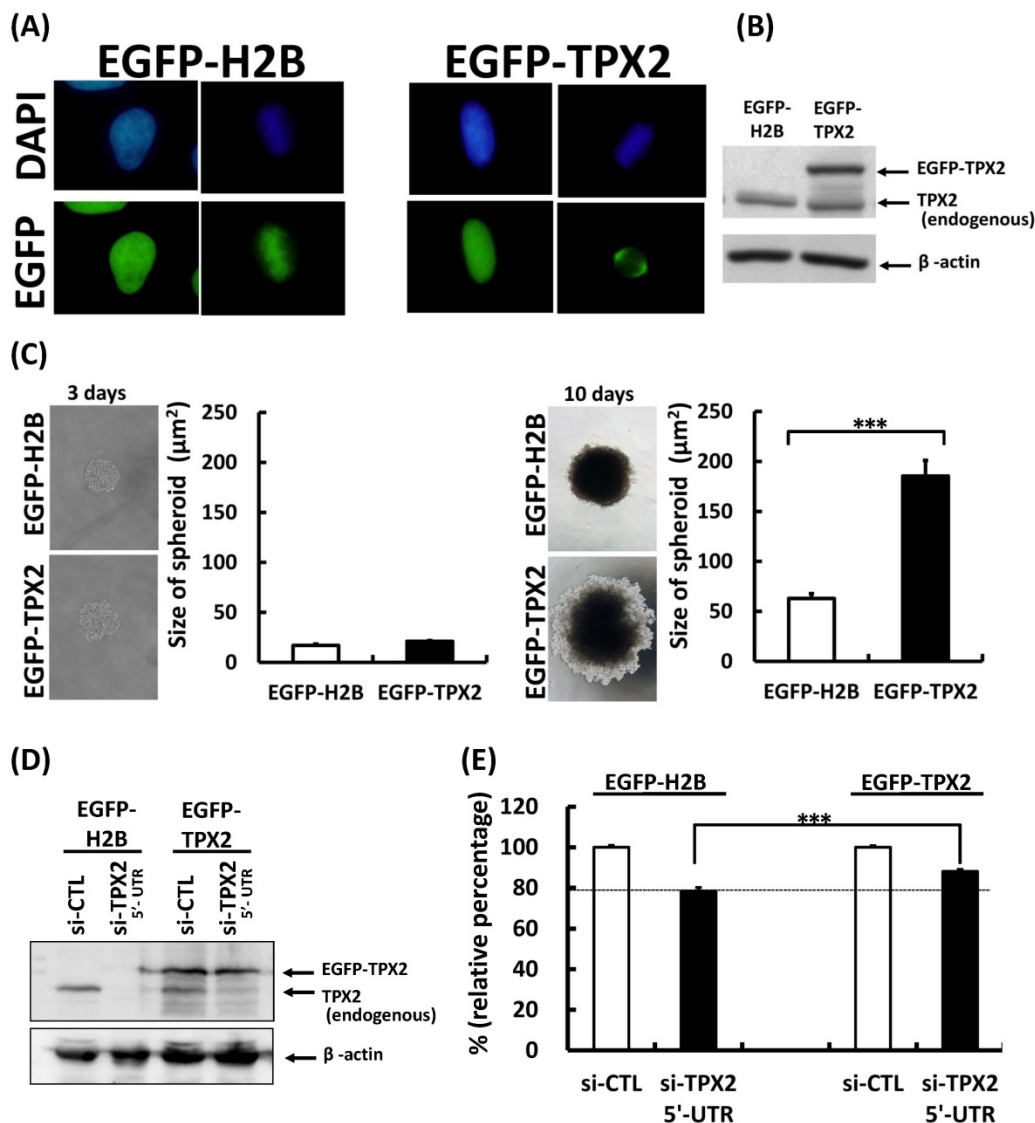 (A)
EGFP-H2B
EGFP-TPX2
DAPI
EGFP
(B)
EGFP-
H2B
EGFP-
TPX2
EGFP-TPX2
TPX2
(endogenous)
β -actin
(C)
3 days
EGFP-H2B
EGFP-TPX2
Size of spheroid (µm²)
250
200
150
100
50
0
EGFP-H2B
EGFP-TPX2
10 days
EGFP-H2B
EGFP-TPX2
Size of spheroid (µm²)
250
200
150
100
50
0
***
EGFP-H2B
EGFP-TPX2
(D)
EGFP-
H2B
EGFP-
TPX2
si-CTL
si-TPX2
5'- UTR
si-CTL
si-TPX2
5'- UTR
EGFP-TPX2
TPX2
(endogenous)
β -actin
(E)
EGFP-H2B
EGFP-TPX2
% (relative percentage)
120
100
80
60
40
20
0
***
si-CTL
si-TPX2
5'-UTR
si-CTL
si-TPX2
5'-UTR